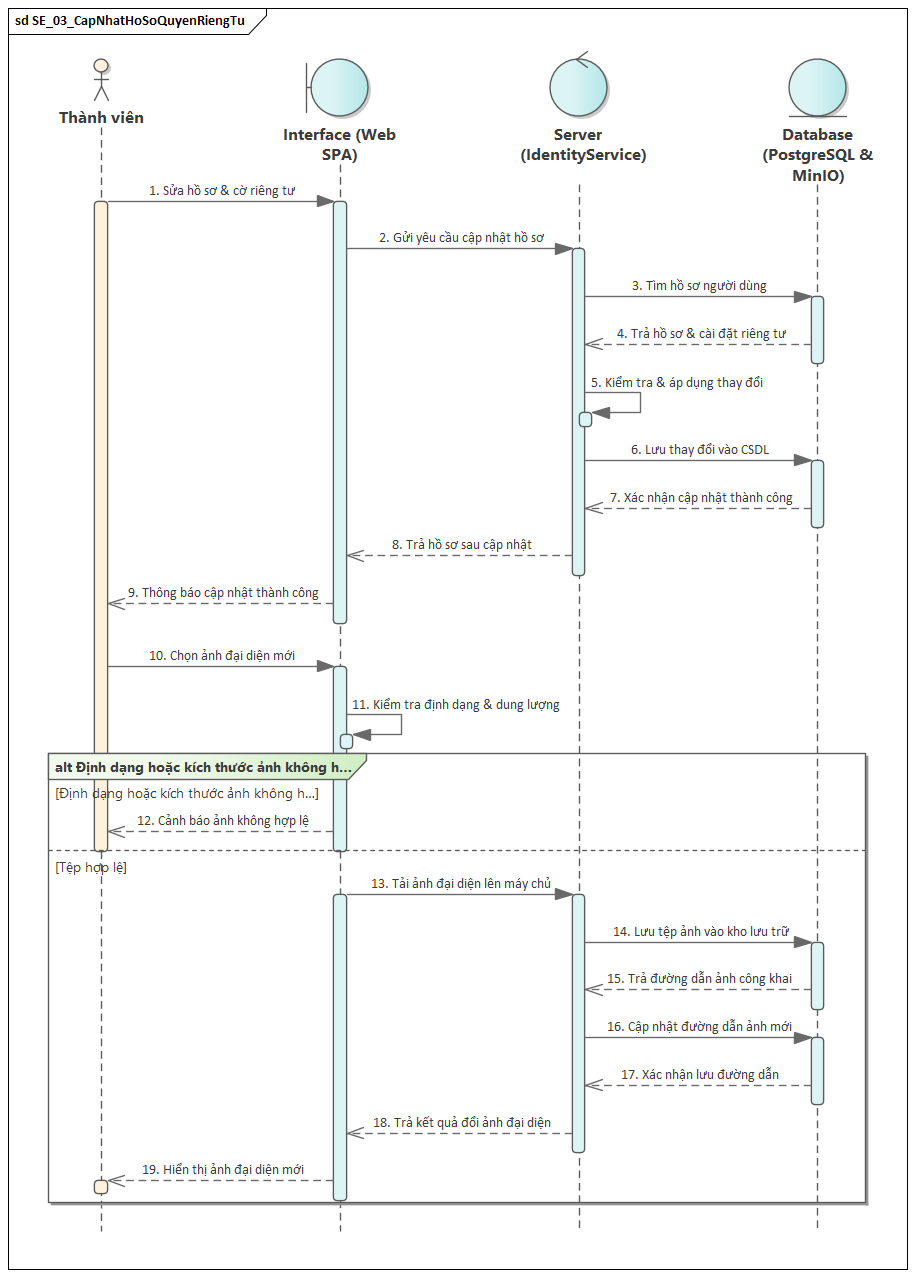 sd SE_03_CapNhatHoSoQuyenRiengTu
Thành viên
Interface (Web
SPA)
Server
(IdentityService)
Database
(PostgreSQL &
MinIO)
1. Sửa hồ sơ & cờ riêng tư
2. Gửi yêu cầu cập nhật hồ sơ
3. Tìm hồ sơ người dùng
4. Trả hồ sơ & cài đặt riêng tư
5. Kiểm tra & áp dụng thay đổi
6. Lưu thay đổi vào CSDL
7. Xác nhận cập nhật thành công
8. Trả hồ sơ sau cập nhật
9. Thông báo cập nhật thành công
10. Chọn ảnh đại diện mới
11. Kiểm tra định dạng & dung lượng
alt Định dạng hoặc kích thước ảnh không h...
[Định dạng hoặc kích thước ảnh không h...]
12. Cảnh báo ảnh không hợp lệ
[Tệp hợp lệ]
13. Tải ảnh đại diện lên máy chủ
14. Lưu tệp ảnh vào kho lưu trữ
15. Trả đường dẫn ảnh công khai
16. Cập nhật đường dẫn ảnh mới
17. Xác nhận lưu đường dẫn
18. Trả kết quả đổi ảnh đại diện
19. Hiển thị ảnh đại diện mới